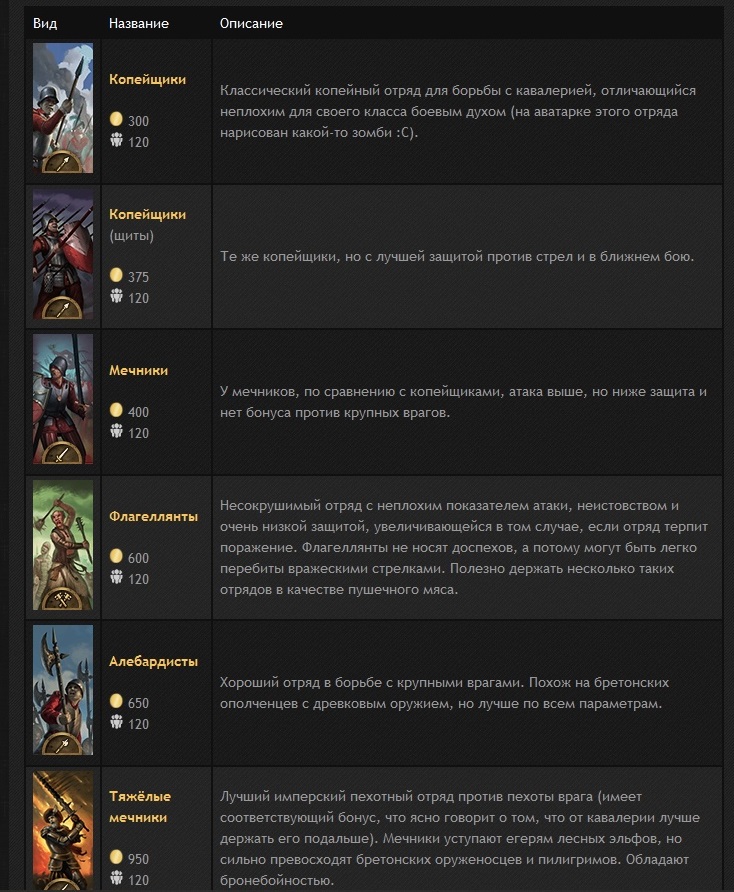 Вид Название Описание
Копейщики
300
120
Классический копейный отряд для борьбы с кавалерией, отличающийся
неплохим для своего класса боевым духом (на аватарке этого отряда
нарисован какой-то зомби :С).
Копейщики
(щиты)
375
120
Те же копейщики, но с лучшей защитой против стрел и в ближнем бою.
Мечники
400
120
У мечников, по сравнению с копейщиками, атака выше, но ниже защита и
нет бонуса против крупных врагов.
Флагеллянты
600
120
Несокрушимый отряд с неплохим показателем атаки, неистовством и
очень низкой защитой, увеличивающейся в том случае, если отряд терпит
поражение. Флагеллянты не носят доспехов, а потому могут быть легко
перебиты вражескими стрелками. Полезно держать несколько таких
отрядов в качестве пушечного мяса.
Алебардисты
650
120
Хороший отряд в борьбе с крупными врагами. Похож на бретонских
ополченцев с древковым оружием, но лучше по всем параметрам.
Тяжёлые
мечники
950
120
Лучший имперский пехотный отряд против пехоты врага (имеет
соответствующий бонус, что ясно говорит о том, что от кавалерии лучше
держать его подальше). Мечники уступают егерям лесных эльфов, но
сильно превосходят бретонских оруженосцев и пилигримов. Обладают
бронебойностью.